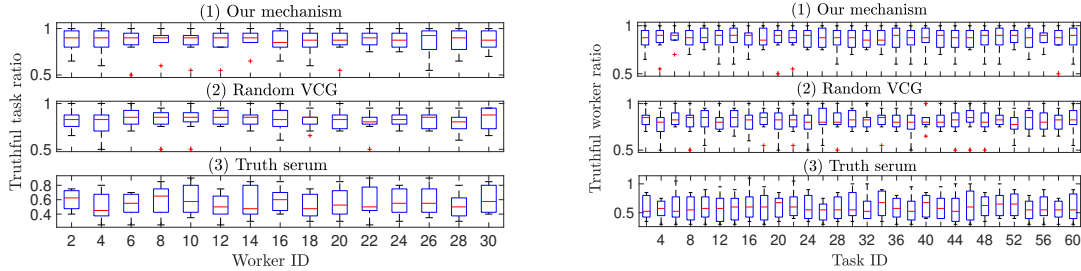 (1) Our mechanism
1
0.5
(2) Random VCG
1
0.5
(3) Truth serum
0.8
0.6
0.4
2 4 6 8 10 12 14 16 18 20 22 24 26 28 30
Worker ID
Truthful task ratio
(1) Our mechanism
1
0.5
(2) Random VCG
1
0.5
(3) Truth serum
1
0.5
4 8 12 16 20 24 28 32 36 40 44 48 52 56 60
Task ID
Truthful worker ratio